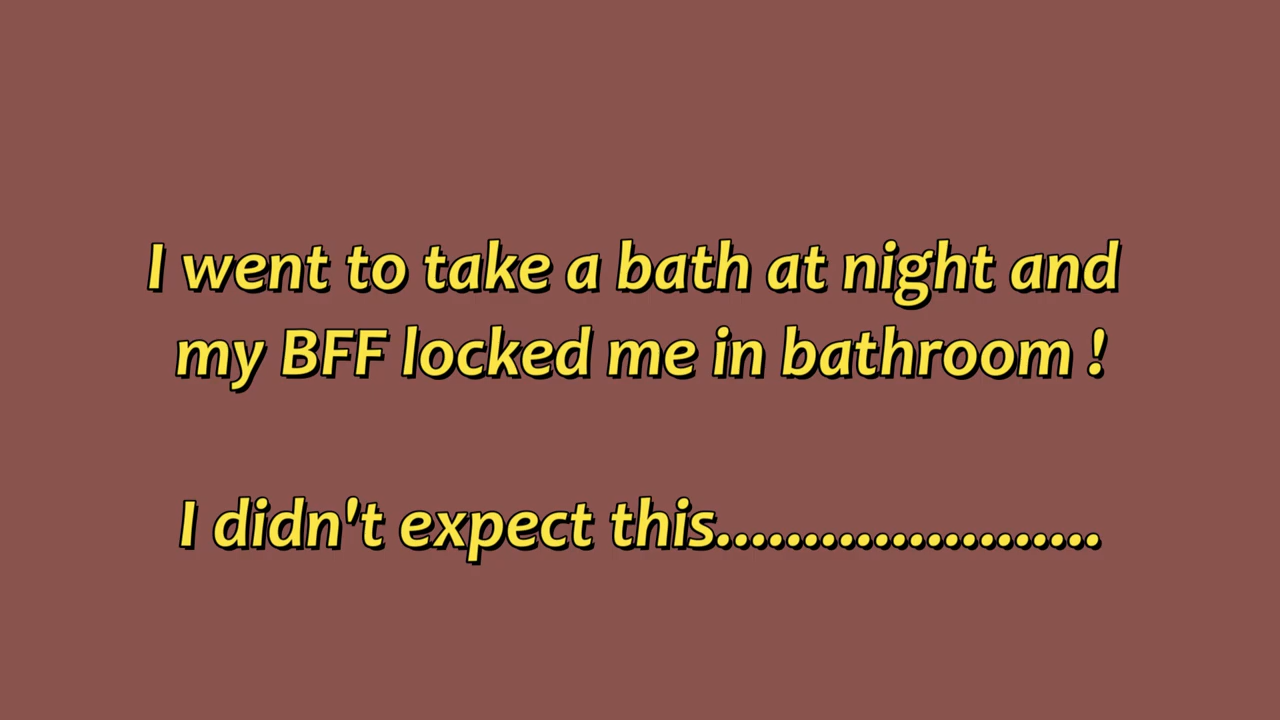 I went to take a bath at night and
my BFF locked me in bathroom !
I didn't expect this......................